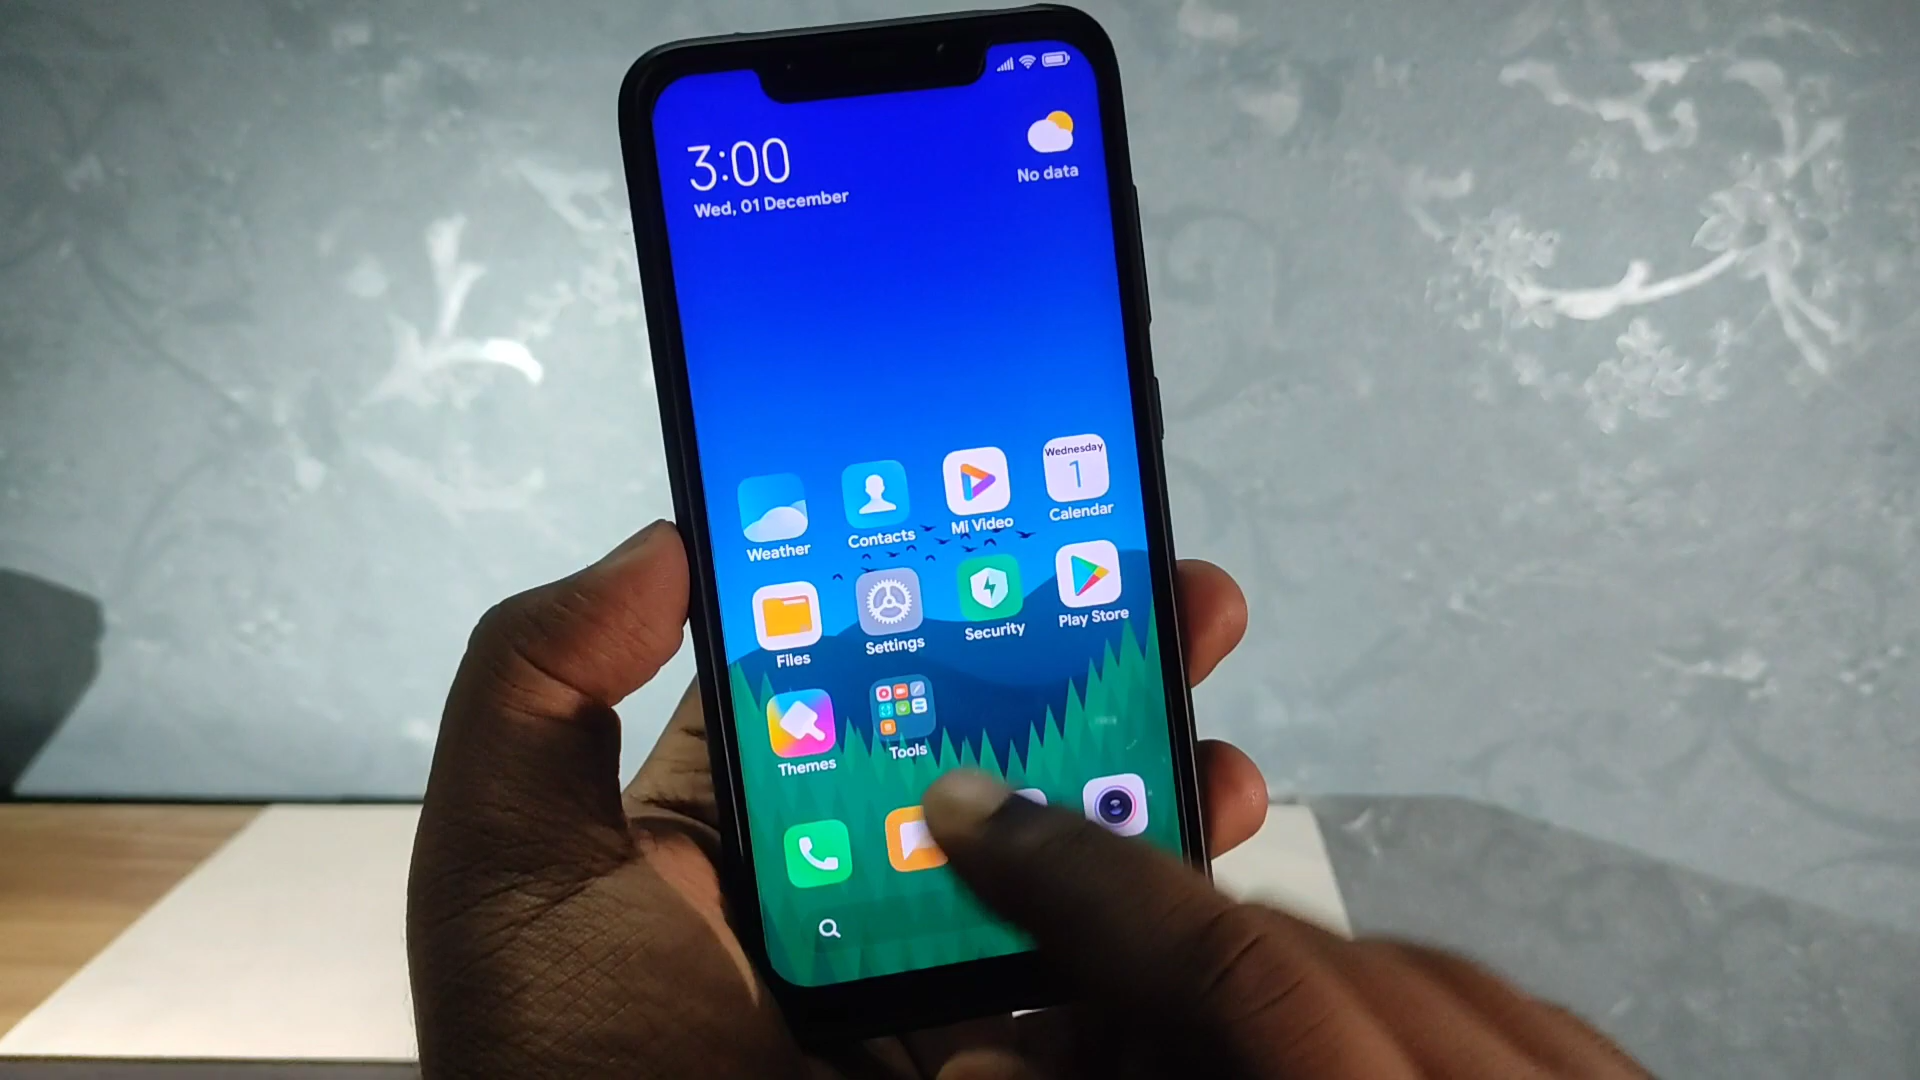 3:00
Wed, 01 December
No data
Weather
Contacts
Mi Video
Wednesday
1
Calendar
Files
Settings
Security
Play Store
Themes
Tools